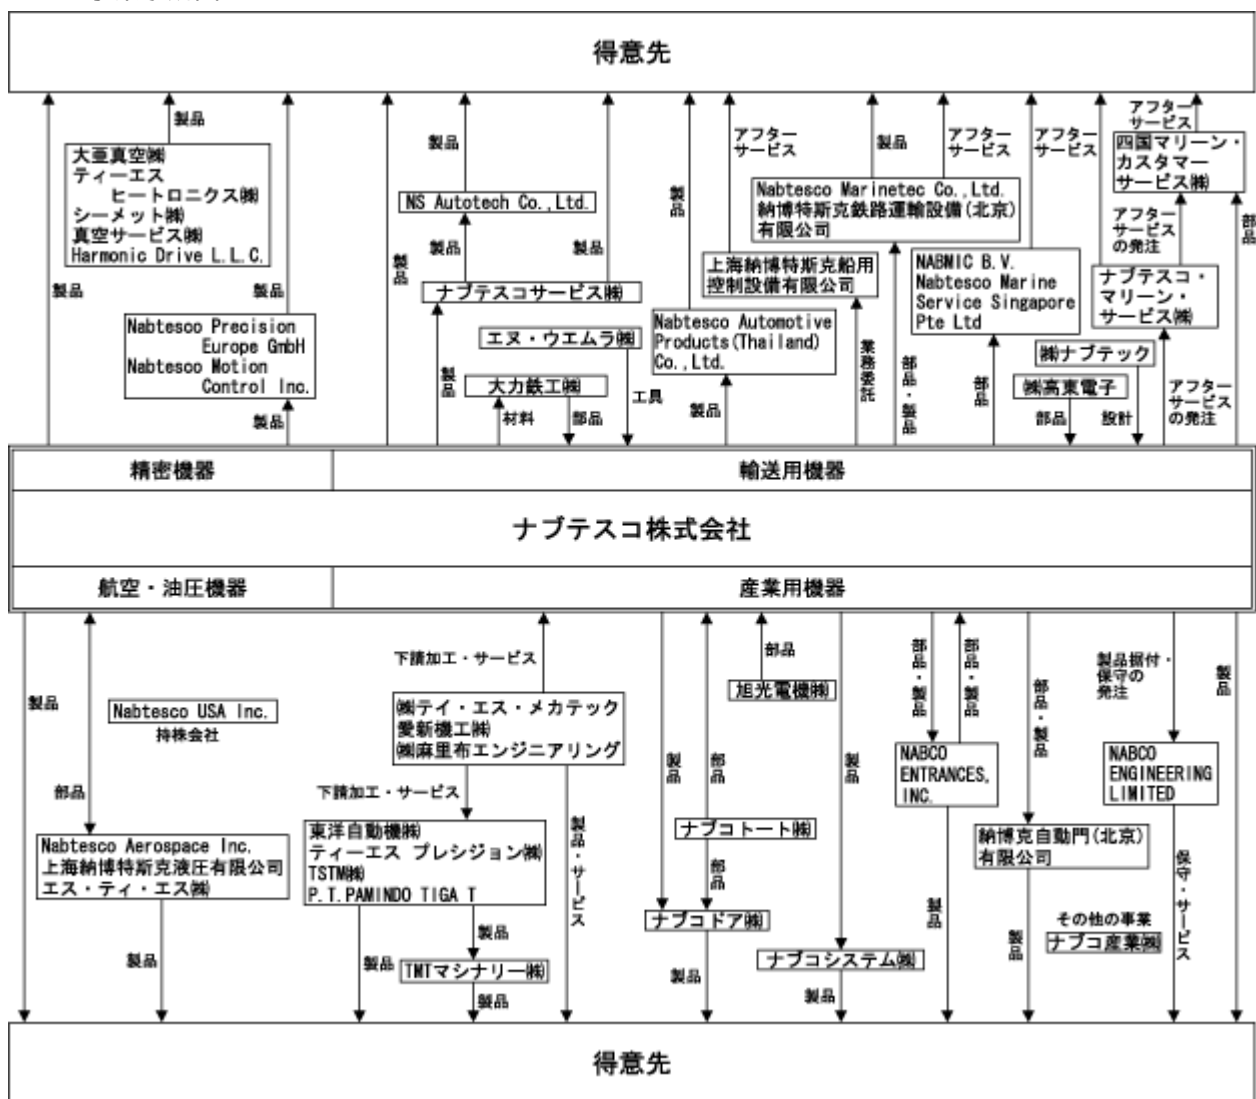 得意先
製品
大亜真空㈱
ティーエス
ヒートロニクス㈱
シーメット㈱
真空サービス㈱
Harmonic Drive L.L.C.
製品
製品
Nabtesco Precision
Europe GmbH
Nabtesco Motion
Control Inc.
製品
製品
製品
NS Autotech Co.,Ltd.
製品
製品
ナブテスコサービス㈱
製品
エヌ・ウエムラ㈱
大力鉄工㈱
材料
部品
工具
製品
Nabtesco Automotive
Products(Thailand)
Co.,Ltd.
製品
アフター
サービス
上海納博特斯克船用
控制設備有限公司
業務委託
製品
アフター
サービス
Nabtesco Marinetec Co.,Ltd.
納博特斯克鉄路運輸設備(北京)
有限公司
部品・製品
アフター
サービス
NABMIC B.V.
Nabtesco Marine
Service Singapore
Pte Ltd
部品
㈱ナブテック
㈱高東電子
部品
設計
アフター
サービス
アフター
サービス
四国マリーン・
カスタマー
サービス㈱
アフター
サービス
の発注
ナブテスコ・
マリーン・
サービス㈱
アフター
サービス
の発注
部品
精密機器
輸送用機器
ナブテスコ株式会社
航空・油圧機器
産業用機器
製品
Nabtesco USA Inc.
持株会社
部品
Nabtesco Aerospace Inc.
上海納博特斯克液圧有限公司
エス・ティ・エス㈱
製品
下請加工・サービス
㈱テイ・エス・メカテック
愛新機工㈱
㈱麻里布エンジニアリング
下請加工・サービス
東洋自動機㈱
ティーエス プレシジョン㈱
TSTM㈱
P.T.PAMINDO TIGA T
製品
製品
TMTマシナリー㈱
製品
製品・サービス
製品
部品
ナブコトート㈱
部品
ナブコドア㈱
製品
部品
旭光電機㈱
製品
ナブコシステム㈱
製品
部品・製品
部品・製品
NABCO
ENTRANCES,
INC.
製品
部品・製品
納博克自動門(北京)
有限公司
製品
その他の事業
ナブコ産業㈱
製品据付・
保守の
発注
NABCO
ENGINEERING
LIMITED
保守・サービス
製品
得意先